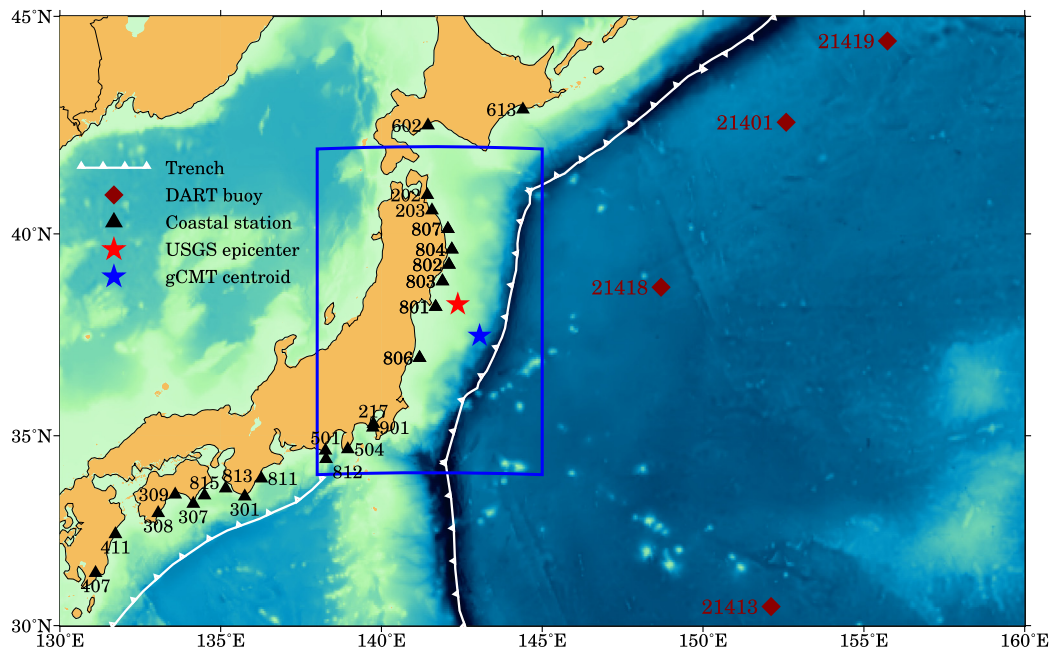 45°N
21419
613
21401
602
Trench
DART buoy
202
Coastal station
203
807
40°N
USGS epicenter
804
802
gCMT centroid
803
21418
801
806
217
901
35°N
501
504
812
813
811
815
309
301
307
308
411
407
21413
30°N
130°E
135°E
140°E
145°E
150°E
155°E
160°E